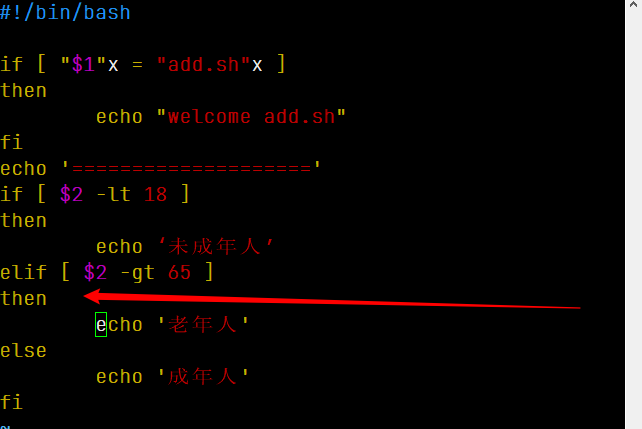 #!/bin/bash
if [ "$1"x = "add.sh"x ]
then
echo "welcome add.sh"
fi
echo '===================='
if [ $2 -lt 18 ]
then
echo ‘未成年人’
elif [ $2 -gt 65 ]
then
echo '老年人'
else
echo '成年人'
fi
~